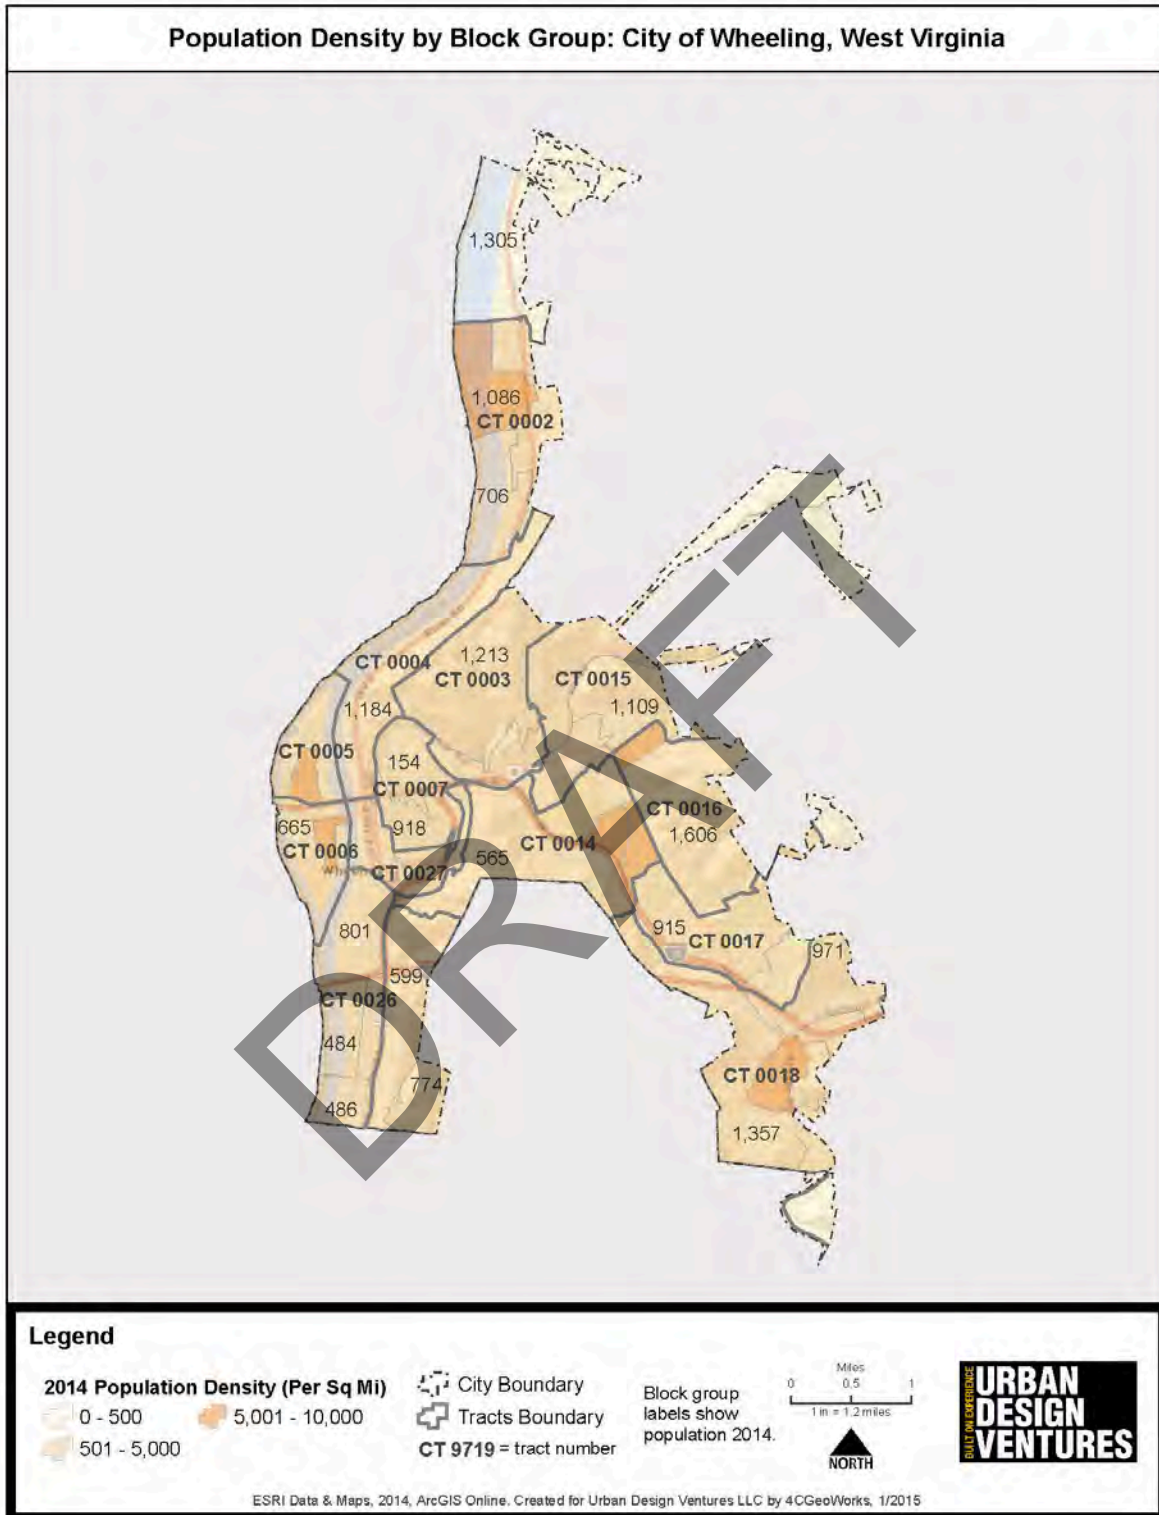 Population Density by Block Group: City of Wheeling, West Virginia
1,305
1,086
CT 0002
706
CT 0004
1,213
CT 0003
CT 0015
1,184
1,109
CT 0005
154
CT 0007
CT 0016
665
918
1,606
CT 0006
565
CT 0014
CT 0027
801
915
CT 0017
971
599
CT 0026
484
CT 0018
774
486
1,357
DRAFT
Legend
2014 Population Density (Per Sq Mi)
0 - 500
5,001 - 10,000
501 - 5,000
City Boundary
Tracts Boundary
CT 9719 = tract number
Block group
labels show
population 2014.
Miles
0 0.5 1
1 in = 1.2 miles
NORTH
BUILT ON EXPERIENCE
URBAN
DESIGN
VENTURES
ESRI Data & Maps, 2014, ArcGIS Online. Created for Urban Design Ventures LLC by 4CGeoWorks, 1/2015